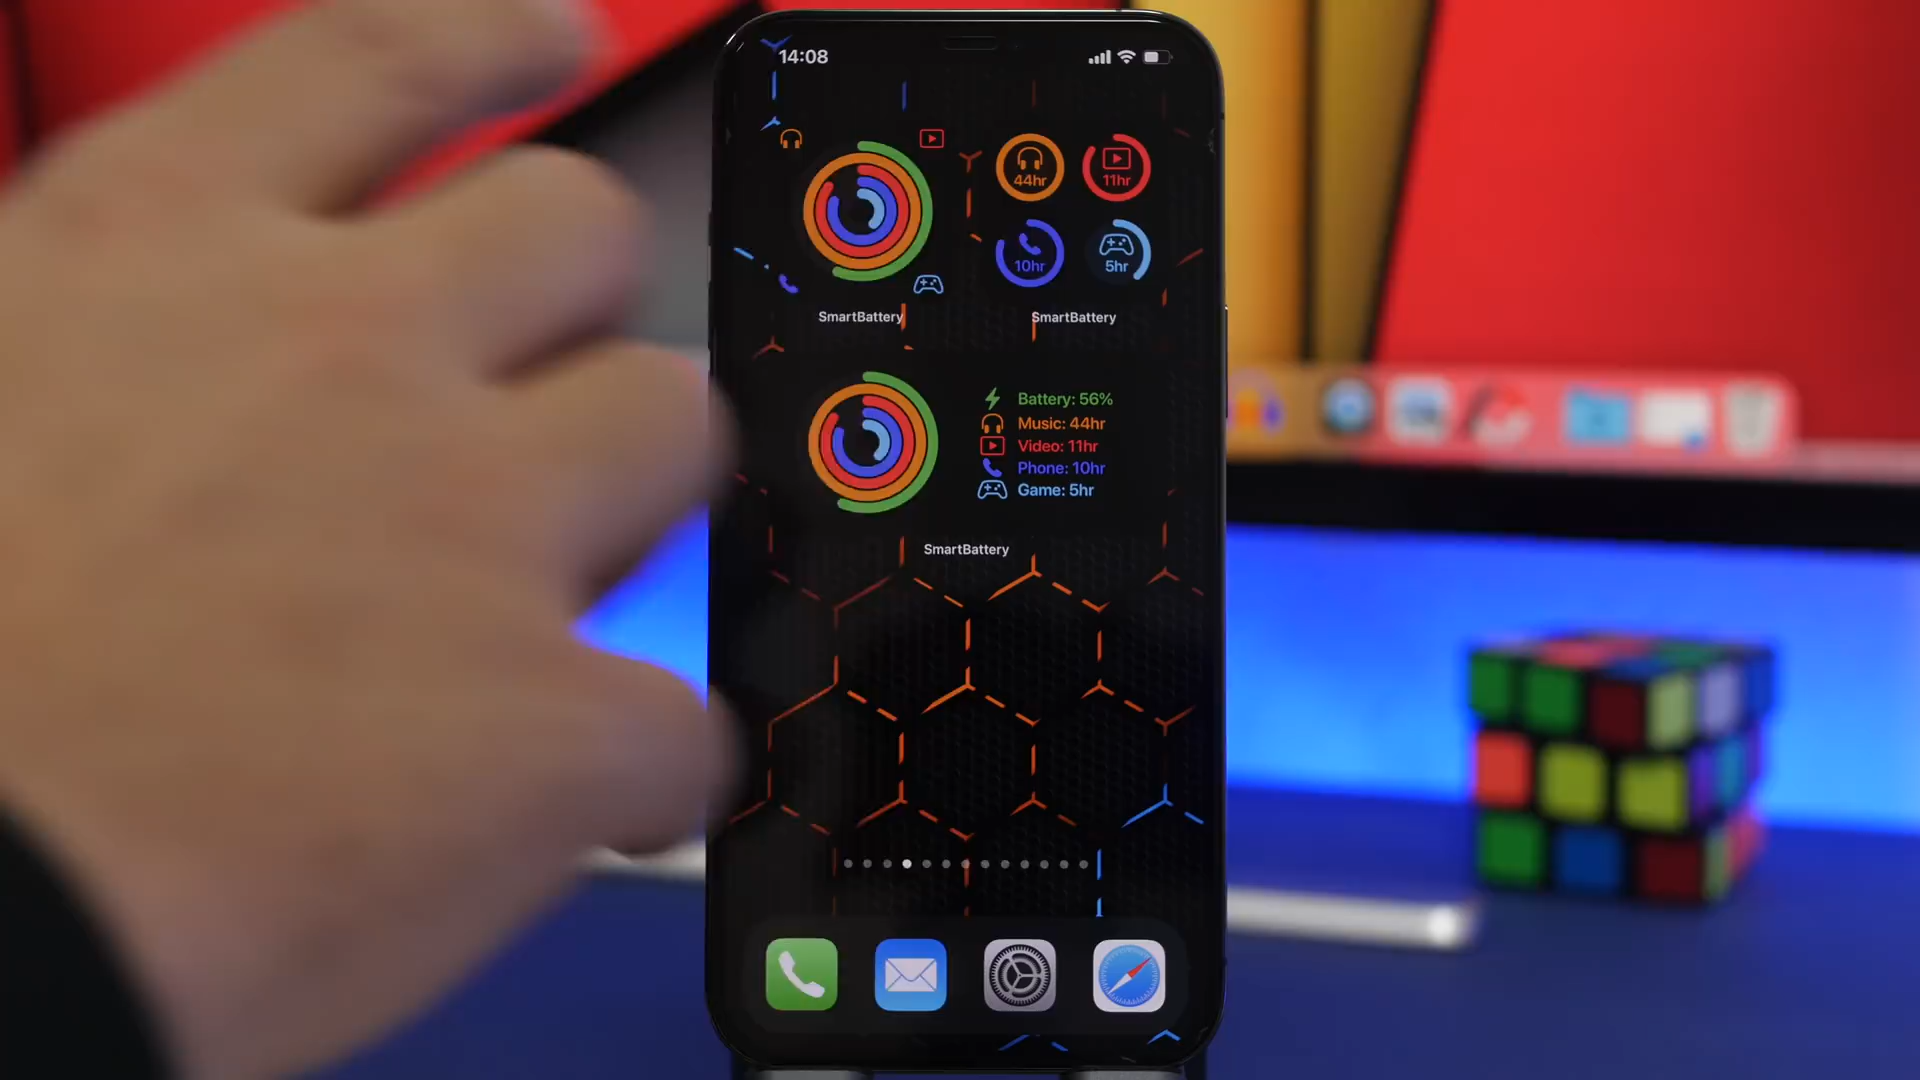 14:08
44hr
11hr
10hr
5hr
SmartBattery
SmartBattery
Battery: 56%
Music: 44hr
Video: 11hr
Phone: 10hr
Game: 5hr
SmartBattery